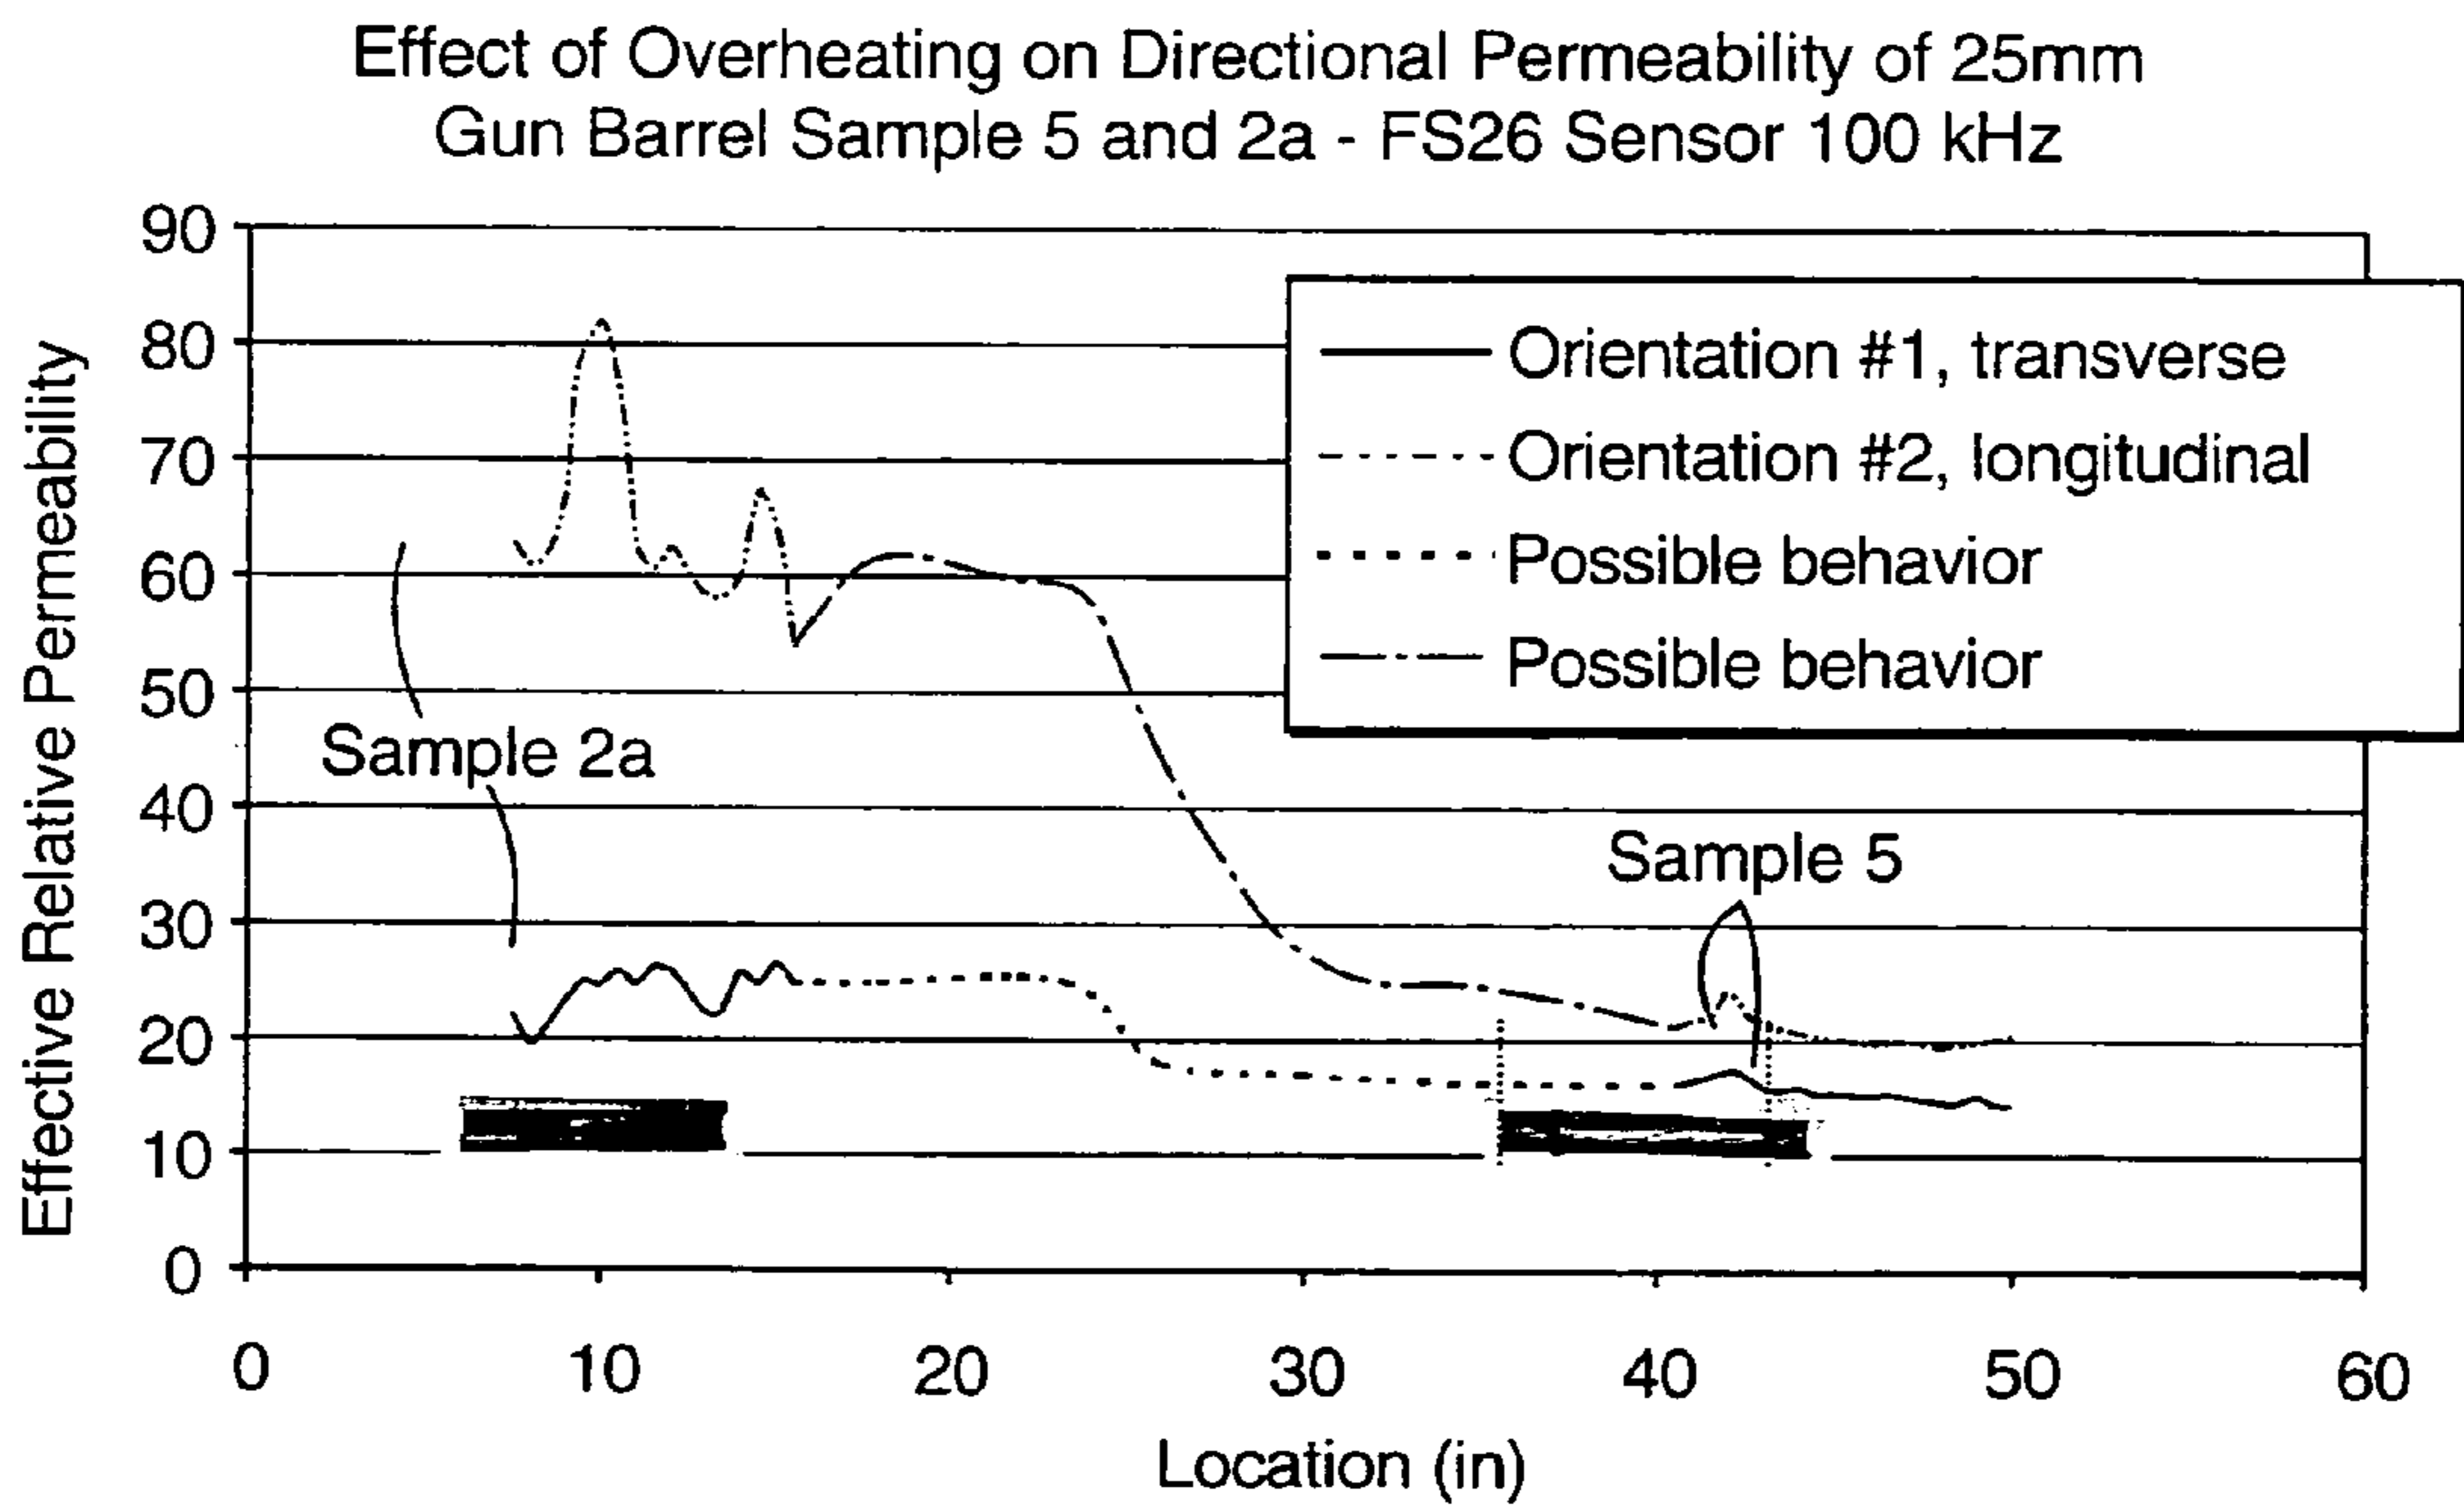 Effect of Overheating on Directional Permeability of 25mm
Gun Barrel Sample 5 and 2a - FS26 Sensor 100 kHz
Effective Relative Permeability
90
80
70
60
50
40
30
20
10
0
Orientation #1, transverse
Orientation #2, longitudinal
Possible behavior
Possible behavior
Sample 2a
Sample 5
0 10 20 30 40 50 60
Location (in)